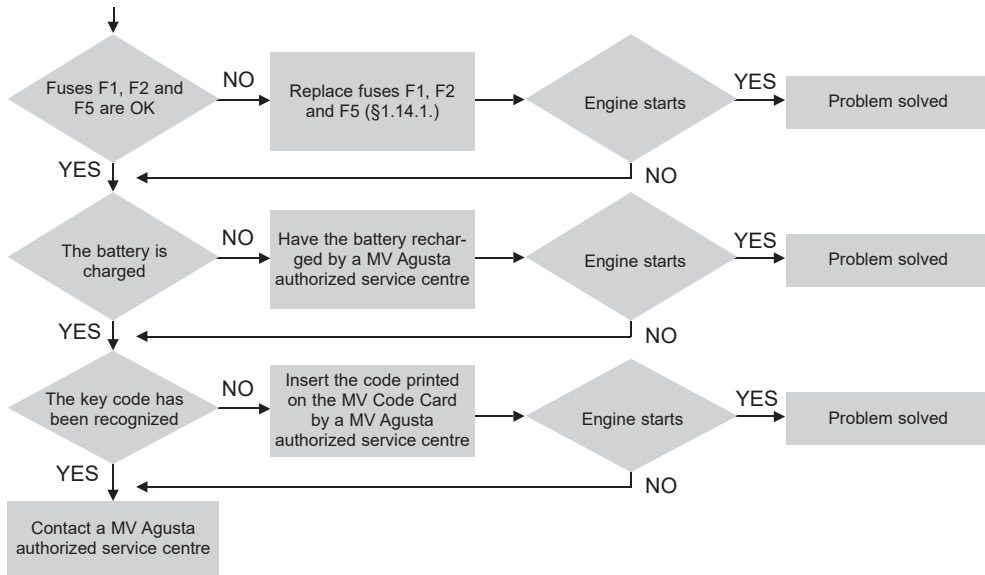 Fuses F1, F2 and
F5 are OK
NO
Replace fuses F1, F2
and F5 (§1.14.1.)
Engine starts
YES
Problem solved
YES
NO
The battery is
charged
NO
Have the battery rechar-
ged by a MV Agusta
authorized service centre
Engine starts
YES
Problem solved
YES
NO
The key code has
been recognized
NO
Insert the code printed
on the MV Code Card
by a MV Agusta
authorized service centre
Engine starts
YES
Problem solved
YES
NO
Contact a MV Agusta
authorized service centre